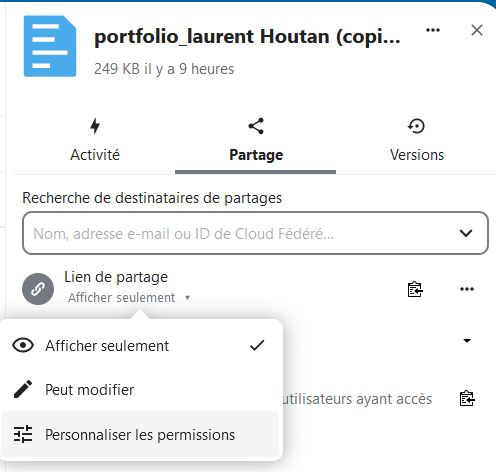 portfolio_laurent Houtan (copi...
249 KB il y a 9 heures
Activité
Partage
Versions
Recherche de destinataires de partages
Nom, adresse e-mail ou ID de Cloud Fédéré...
Lien de partage
Afficher seulement
Afficher seulement
Peut modifier
utilisateurs ayant accès
Personnaliser les permissions